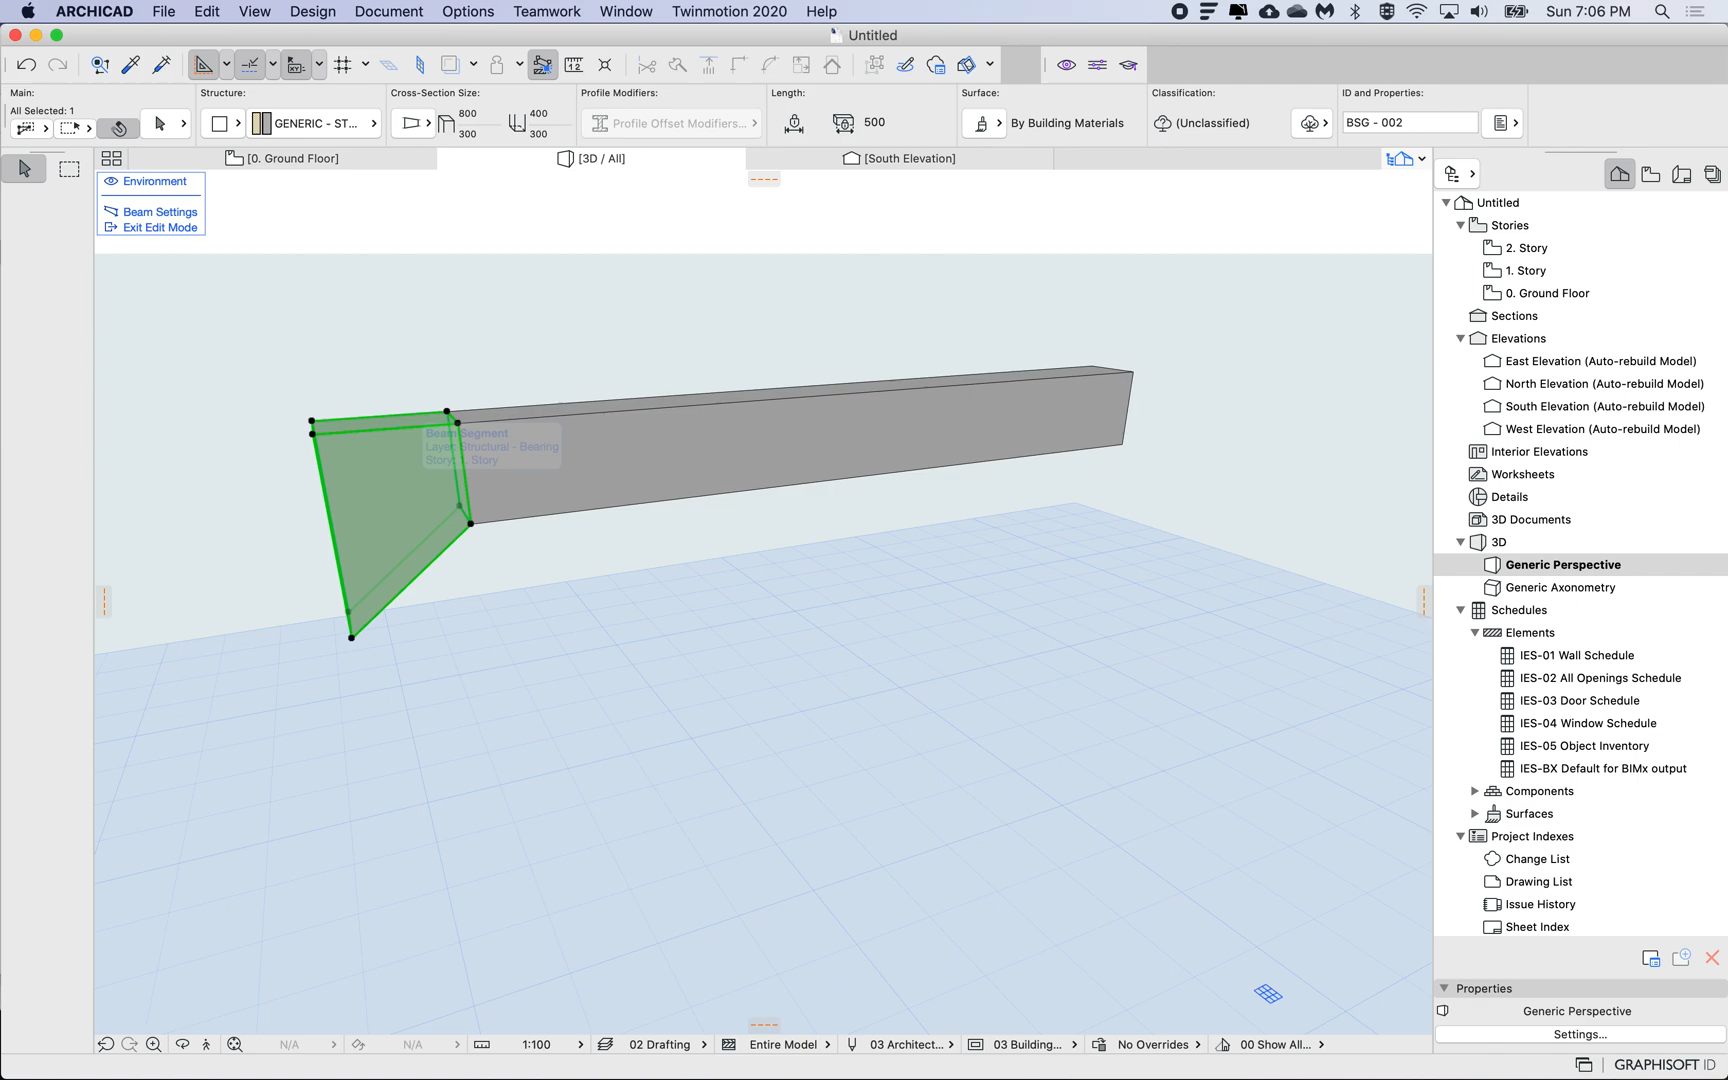 ARCHICAD File Edit View Design Document Options Teamwork Window Twinmotion 2020 Help Sun 7:06 PM
Untitled
Main: Structure: Cross-Section Size: Profile Modifiers: Length: Surface: Classification: ID and Properties:
All Selected: 1
GENERIC - ST...
800
300
400
300
Profile Offset Modifiers...
500
By Building Materials
(Unclassified)
BSG - 002
[0. Ground Floor]
[3D / All]
[South Elevation]
Environment
Beam Settings
Exit Edit Mode
Beam Segment
Layer: Structural - Bearing
Story: 1. Story
Untitled
Stories
2. Story
1. Story
0. Ground Floor
Sections
Elevations
East Elevation (Auto-rebuild Model)
North Elevation (Auto-rebuild Model)
South Elevation (Auto-rebuild Model)
West Elevation (Auto-rebuild Model)
Interior Elevations
Worksheets
Details
3D Documents
3D
Generic Perspective
Generic Axonometry
Schedules
Elements
IES-01 Wall Schedule
IES-02 All Openings Schedule
IES-03 Door Schedule
IES-04 Window Schedule
IES-05 Object Inventory
IES-BX Default for BIMx output
Components
Surfaces
Project Indexes
Change List
Drawing List
Issue History
Sheet Index
Properties
Generic Perspective
Settings...
N/A N/A 1:100 02 Drafting Entire Model 03 Architect... 03 Building... No Overrides 00 Show All...
GRAPHISOFT ID